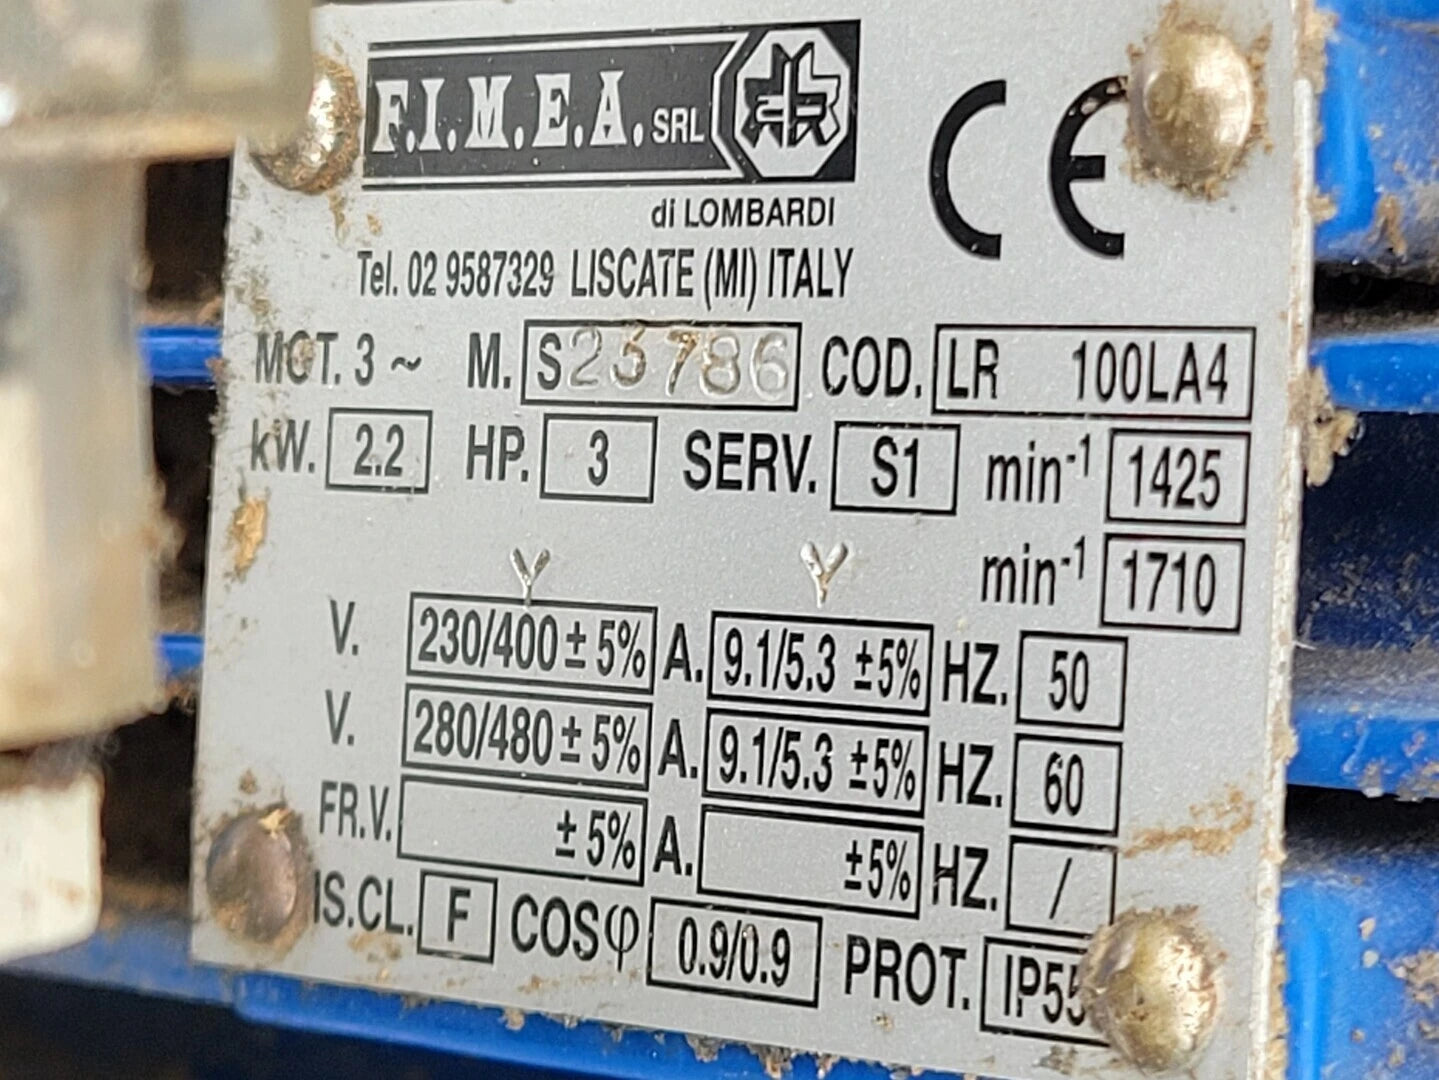 F.I.M.E.A. SRL
di LOMBARDI
Tel. 02 9587329 LISCATE (MI) ITALY
CE
MOT. 3 ~ M. S23786 COD. LR 100LA4
kW. 2.2 HP. 3 SERV. S1 min-1 1425
min-1 1710
Y Y
V. 230/400 ± 5% A. 9.1/5.3 ±5% HZ. 50
V. 280/480 ± 5% A. 9.1/5.3 ±5% HZ. 60
FR.V. ± 5% A. ±5% HZ. /
IS.CL. F COSφ 0.9/0.9 PROT. IP55